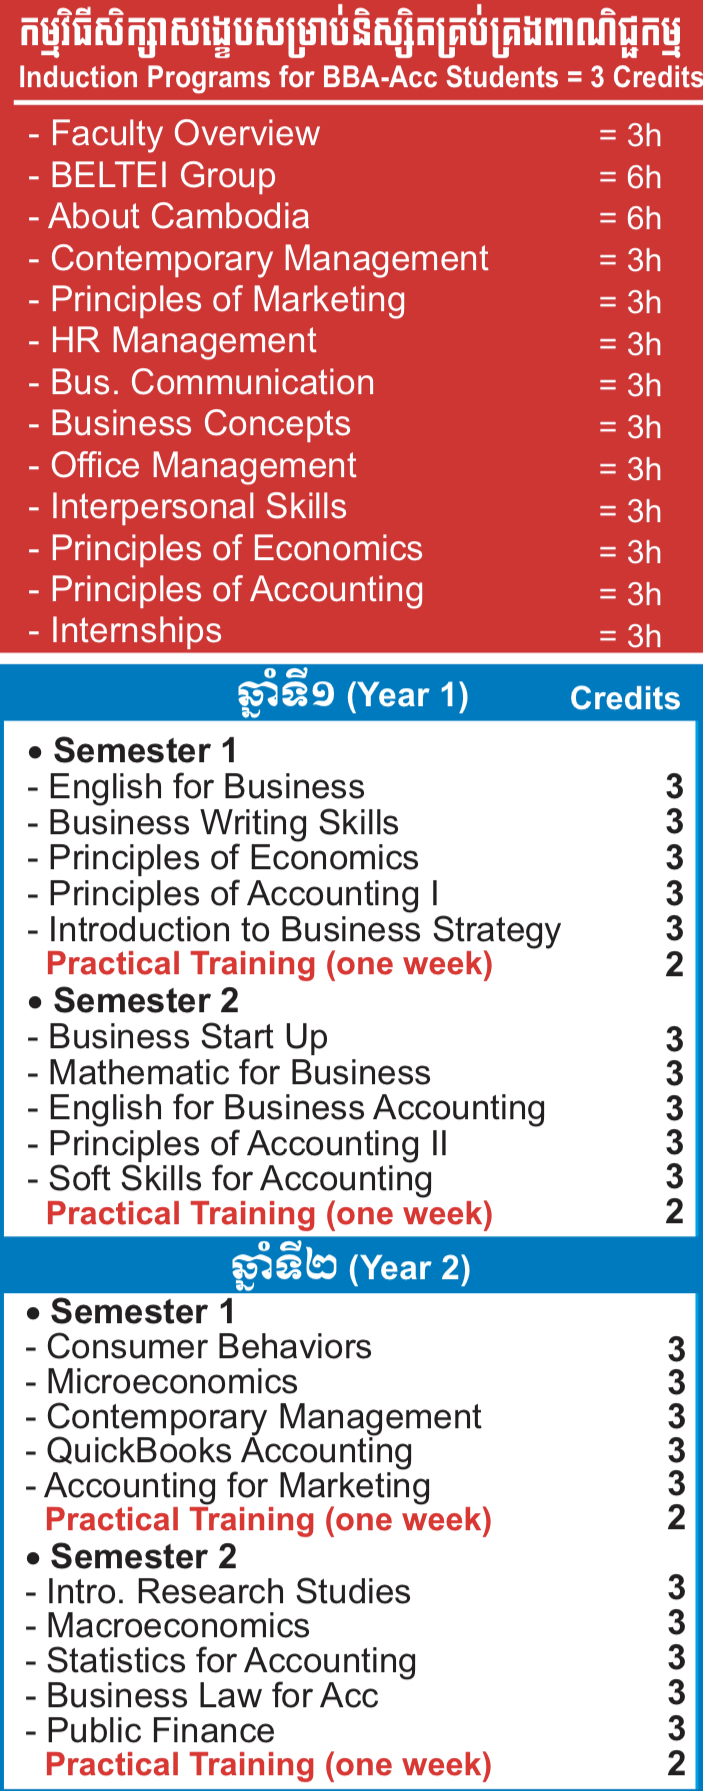 កម្មវិធីសិក្សាសង្ខេបសម្រាប់និស្សិតគ្រប់គ្រងពាណិជ្ជកម្ម
Induction Programs for BBA-Acc Students = 3 Credits
- Faculty Overview = 3h
- BELTEI Group = 6h
- About Cambodia = 6h
- Contemporary Management = 3h
- Principles of Marketing = 3h
- HR Management = 3h
- Bus. Communication = 3h
- Business Concepts = 3h
- Office Management = 3h
- Interpersonal Skills = 3h
- Principles of Economics = 3h
- Principles of Accounting = 3h
- Internships = 3h
ឆ្នាំទី១ (Year 1) Credits
• Semester 1
- English for Business 3
- Business Writing Skills 3
- Principles of Economics 3
- Principles of Accounting I 3
- Introduction to Business Strategy 3
Practical Training (one week) 2
• Semester 2
- Business Start Up 3
- Mathematic for Business 3
- English for Business Accounting 3
- Principles of Accounting II 3
- Soft Skills for Accounting 3
Practical Training (one week) 2
ឆ្នាំទី២ (Year 2)
• Semester 1
- Consumer Behaviors 3
- Microeconomics 3
- Contemporary Management 3
- QuickBooks Accounting 3
- Accounting for Marketing 3
Practical Training (one week) 2
• Semester 2
- Intro. Research Studies 3
- Macroeconomics 3
- Statistics for Accounting 3
- Business Law for Acc 3
- Public Finance 3
Practical Training (one week) 2